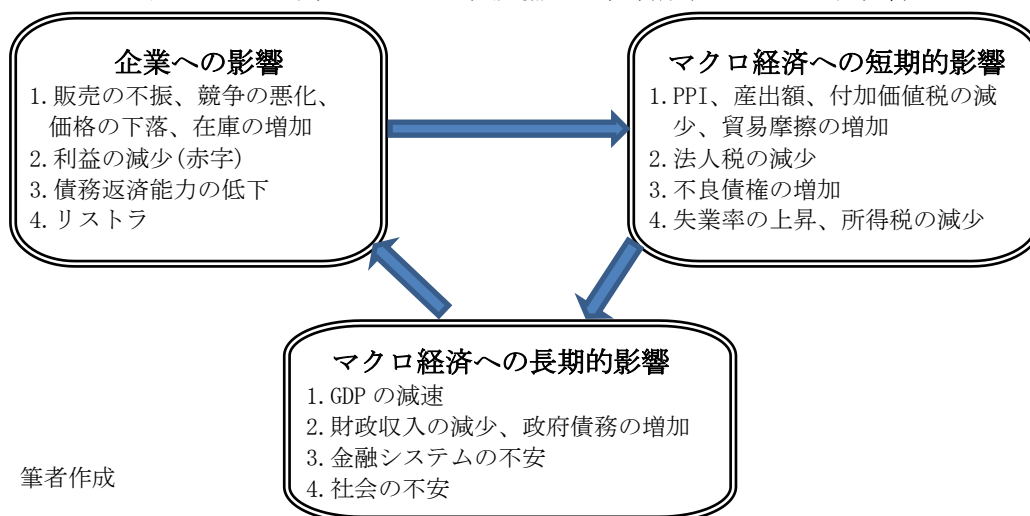 企業への影響
1. 販売の不振、競争の悪化、
価格の下落、在庫の増加
2. 利益の減少(赤字)
3. 債務返済能力の低下
4. リストラ
マクロ経済への短期的影響
1. PPI、産出額、付加価値税の減
少、貿易摩擦の増加
2. 法人税の減少
3. 不良債権の増加
4. 失業率の上昇、所得税の減少
マクロ経済への長期的影響
1. GDP の減速
2. 財政収入の減少、政府債務の増加
3. 金融システムの不安
4. 社会の不安
筆者作成